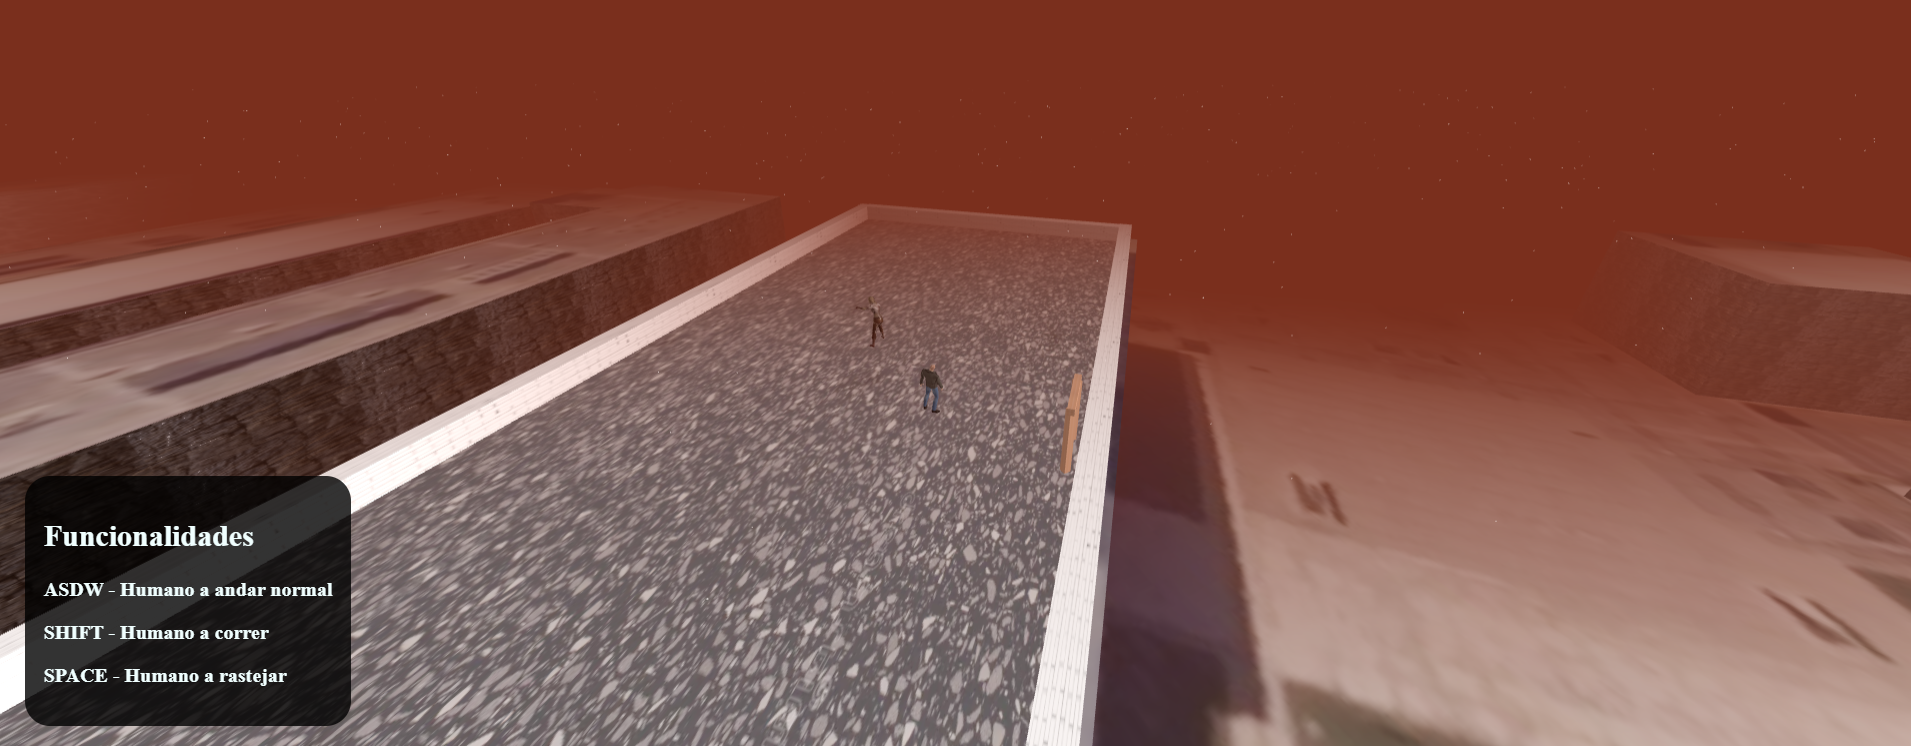 Funcionalidades
ASDW - Humano a andar normal
SHIFT - Humano a correr
SPACE - Humano a rastejar